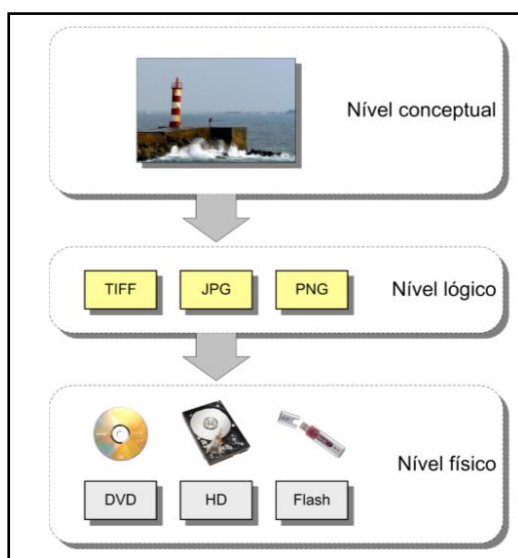 Nível conceptual
TIFF JPG PNG Nível lógico
Nível físico
DVD HD Flash